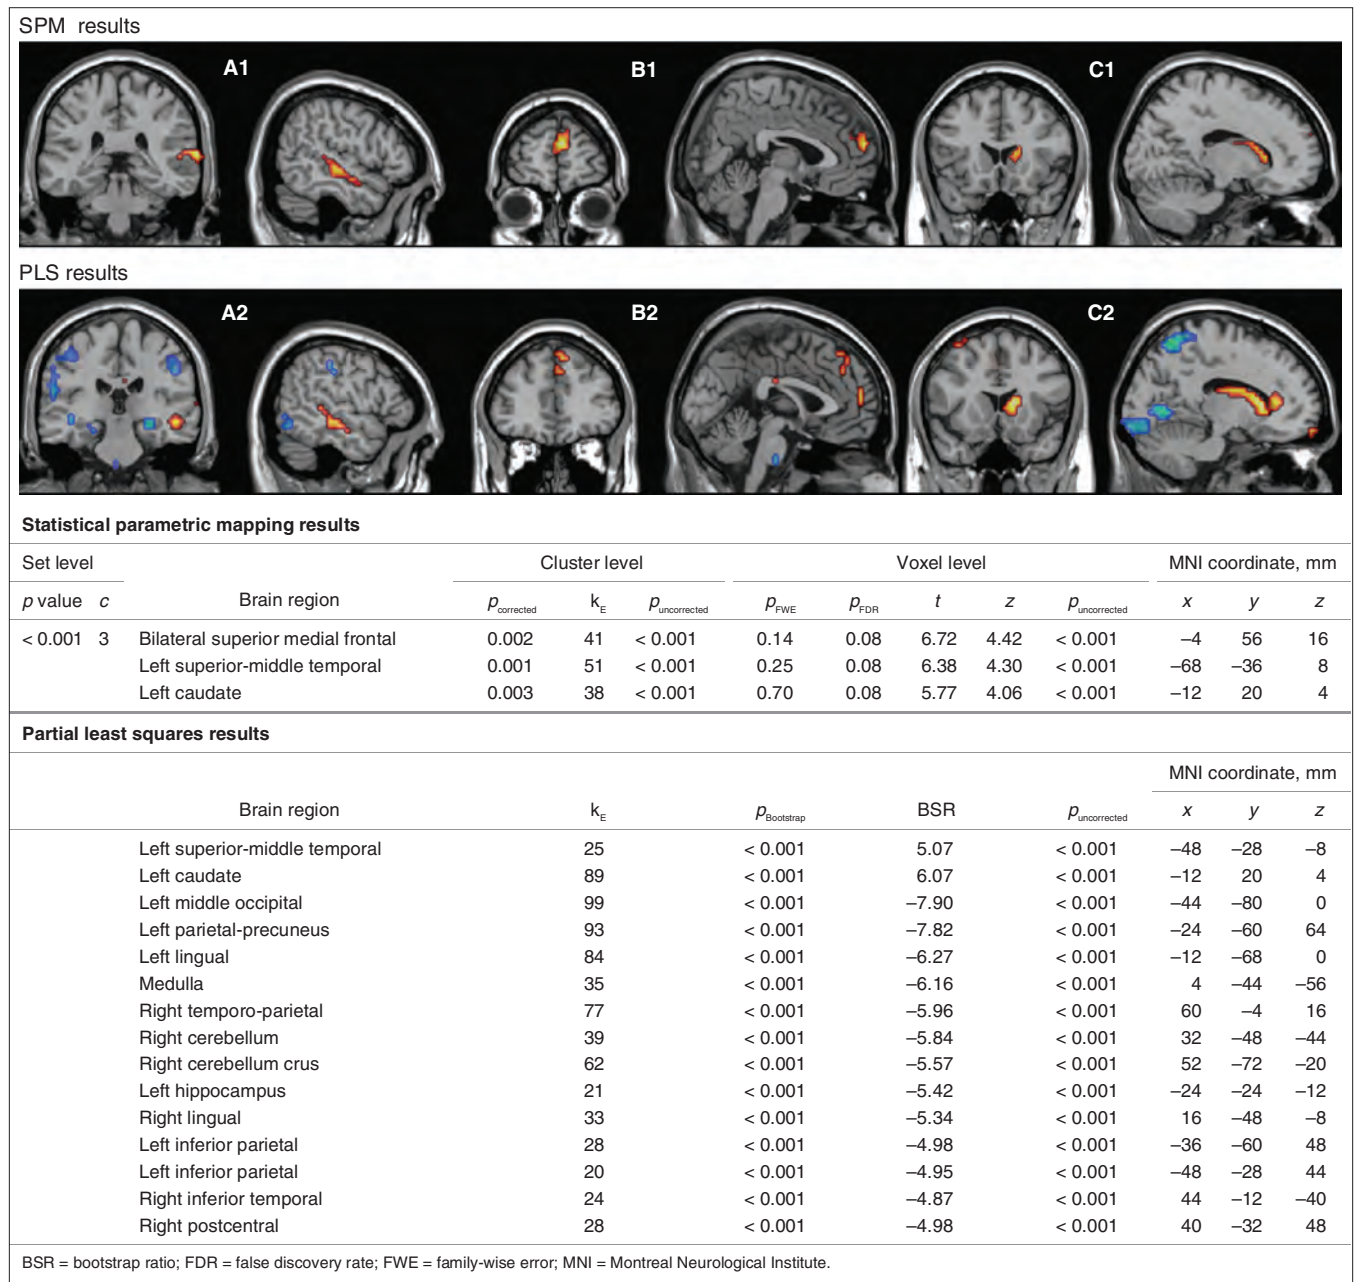 SPM results
A1
B1
C1
PLS results
A2
B2
C2
Statistical parametric mapping results
Set level Cluster level Voxel level MNI coordinate, mm
p value c Brain region pcorrected kE puncorrected pFWE pFDR t z puncorrected x y z
< 0.001 3 Bilateral superior medial frontal 0.002 41 < 0.001 0.14 0.08 6.72 4.42 < 0.001 –4 56 16
Left superior-middle temporal 0.001 51 < 0.001 0.25 0.08 6.38 4.30 < 0.001 –68 –36 8
Left caudate 0.003 38 < 0.001 0.70 0.08 5.77 4.06 < 0.001 –12 20 4
Partial least squares results
MNI coordinate, mm
Brain region kE pBootstrap BSR puncorrected x y z
Left superior-middle temporal 25 < 0.001 5.07 < 0.001 –48 –28 –8
Left caudate 89 < 0.001 6.07 < 0.001 –12 20 4
Left middle occipital 99 < 0.001 –7.90 < 0.001 –44 –80 0
Left parietal-precuneus 93 < 0.001 –7.82 < 0.001 –24 –60 64
Left lingual 84 < 0.001 –6.27 < 0.001 –12 –68 0
Medulla 35 < 0.001 –6.16 < 0.001 4 –44 –56
Right temporo-parietal 77 < 0.001 –5.96 < 0.001 60 –4 16
Right cerebellum 39 < 0.001 –5.84 < 0.001 32 –48 –44
Right cerebellum crus 62 < 0.001 –5.57 < 0.001 52 –72 –20
Left hippocampus 21 < 0.001 –5.42 < 0.001 –24 –24 –12
Right lingual 33 < 0.001 –5.34 < 0.001 16 –48 –8
Left inferior parietal 28 < 0.001 –4.98 < 0.001 –36 –60 48
Left inferior parietal 20 < 0.001 –4.95 < 0.001 –48 –28 44
Right inferior temporal 24 < 0.001 –4.87 < 0.001 44 –12 –40
Right postcentral 28 < 0.001 –4.98 < 0.001 40 –32 48
BSR = bootstrap ratio; FDR = false discovery rate; FWE = family-wise error; MNI = Montreal Neurological Institute.